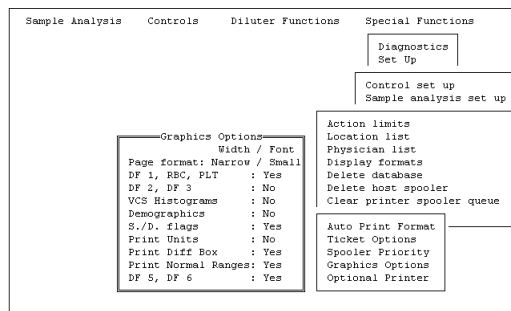 Sample Analysis Controls Diluter Functions Special Functions
Diagnostics
Set Up
Control set up
Sample analysis set up
Action limits
Location list
Physician list
Display formats
Delete database
Delete host spooler
Clear printer spooler queue
Auto Print Format
Ticket Options
Spooler Priority
Graphics Options
Optional Printer
Graphics Options
Width / Font
Page format: Narrow / Small
DF 1, RBC, PLT : Yes
DF 2, DF 3 : No
VCS Histograms : No
Demographics : No
S./D. flags : Yes
Print Units : No
Print Diff Box : Yes
Print Normal Ranges: Yes
DF 5, DF 6 : Yes